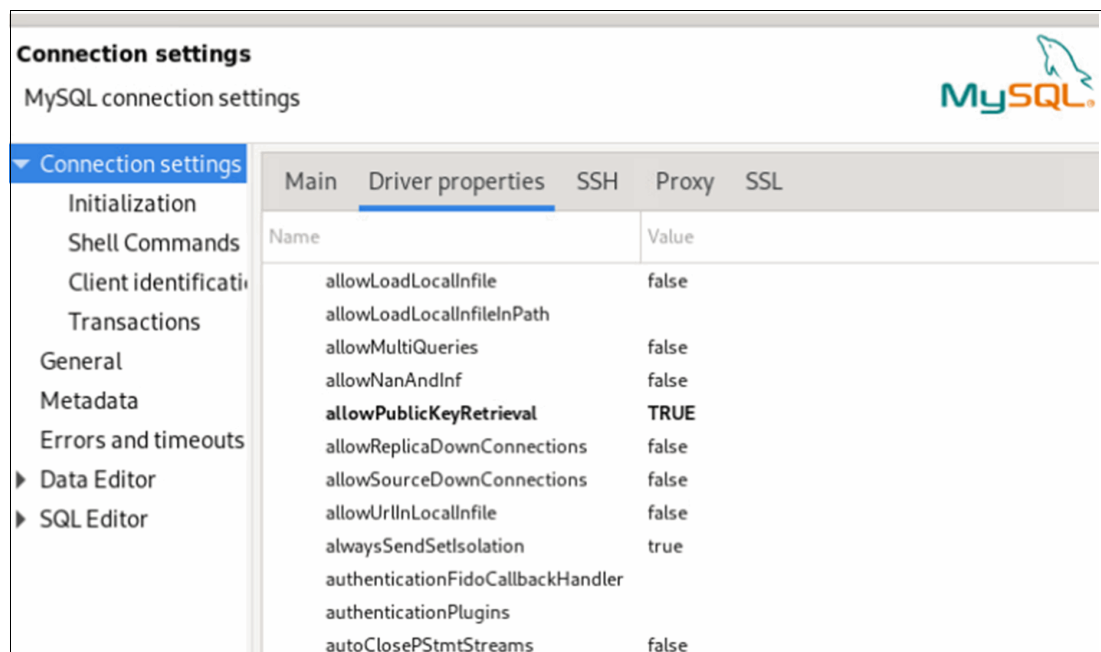 Connection settings
MySQL connection settings
MySQL
Connection settings
Initialization
Shell Commands
Client identificati
Transactions
General
Metadata
Errors and timeouts
Data Editor
SQL Editor
Main Driver properties SSH Proxy SSL
Name Value
allowLoadLocalInfile false
allowLoadLocalInfileInPath
allowMultiQueries false
allowNanAndInf false
allowPublicKeyRetrieval TRUE
allowReplicaDownConnections false
allowSourceDownConnections false
allowUrlInLocalInfile false
alwaysSendSetIsolation true
authenticationFidoCallbackHandler
authenticationPlugins
autoClosePStmtStreams false